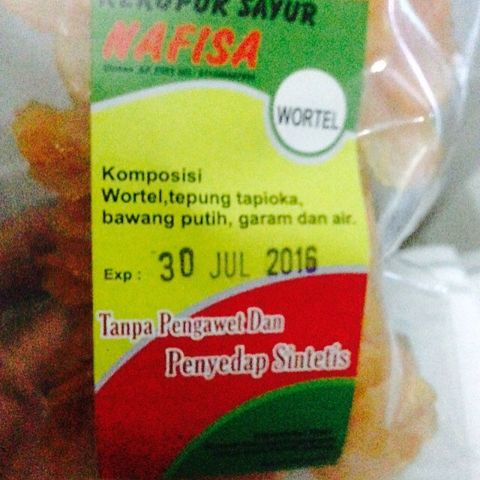 KERUPUK SAYUR
NAFISA
WORTEL
Komposisi
Wortel,tepung tapioka,
bawang putih, garam dan air.
Exp : 30 JUL 2016
Tanpa Pengawet Dan
Penyedap Sintetis